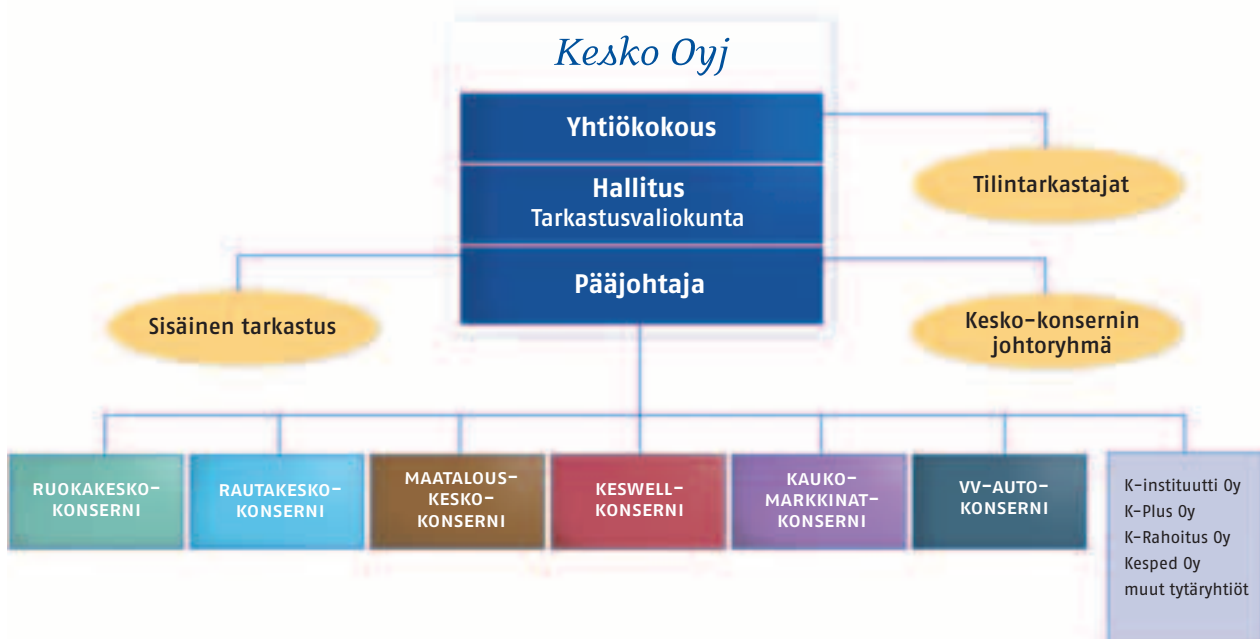 Kesko Oyj
Yhtiökokous
Hallitus
Tarkastusvaliokunta
Pääjohtaja
Tilintarkastajat
Sisäinen tarkastus
Kesko-konsernin
johtoryhmä
RUOKAKESKO-
KONSERNI
RAUTAKESKO-
KONSERNI
MAATALOUS-
KESKO-
KONSERNI
KESWELL-
KONSERNI
KAUKO-
MARKKINAT-
KONSERNI
VV-AUTO-
KONSERNI
K-instituutti Oy
K-Plus Oy
K-Rahoitus Oy
Kesped Oy
muut tytäryhtiöt